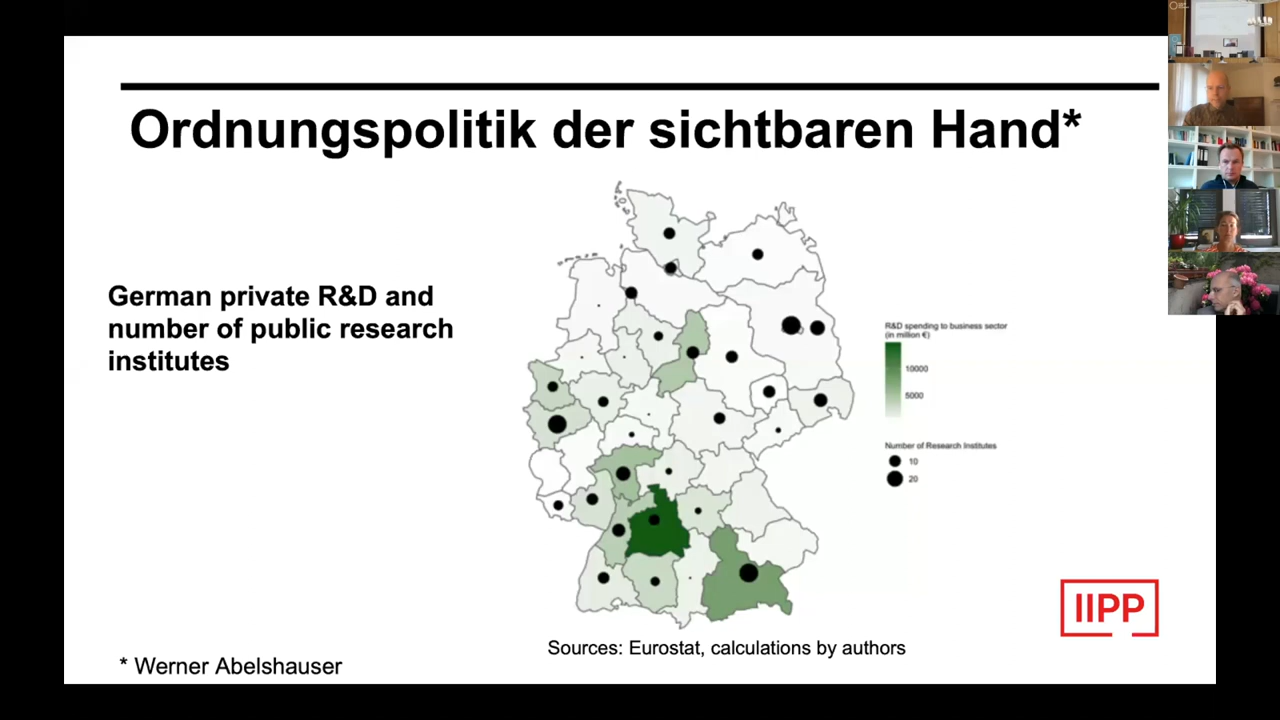 Ordnungspolitik der sichtbaren Hand*
German private R&D and
number of public research
institutes
R&D spending to business sector
(in million €)
10000
5000
Number of Research Institutes
10
20
IIPP
Sources: Eurostat, calculations by authors
* Werner Abelshauser